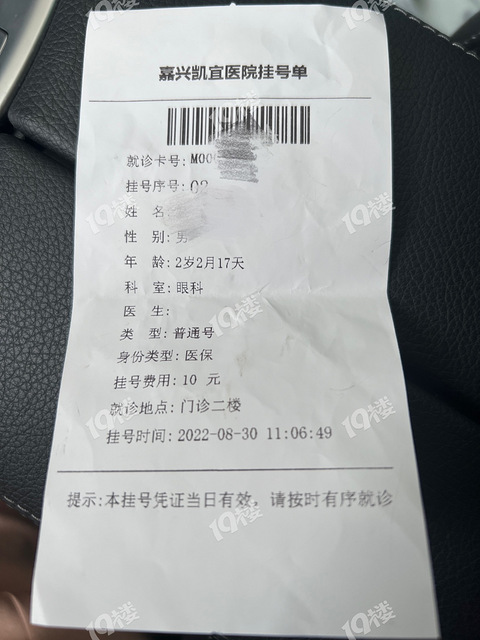 嘉兴凯宜医院挂号单
就诊卡号: M00
挂号序号: 02
姓 名:
性 别: 男
年 龄: 2岁2月17天
科 室: 眼科
医 生:
类 型: 普通号
身份类型: 医保
挂号费用: 10 元
就诊地点: 门诊二楼
挂号时间: 2022-08-30 11:06:49
提示:本挂号凭证当日有效，请按时有序就诊
19楼